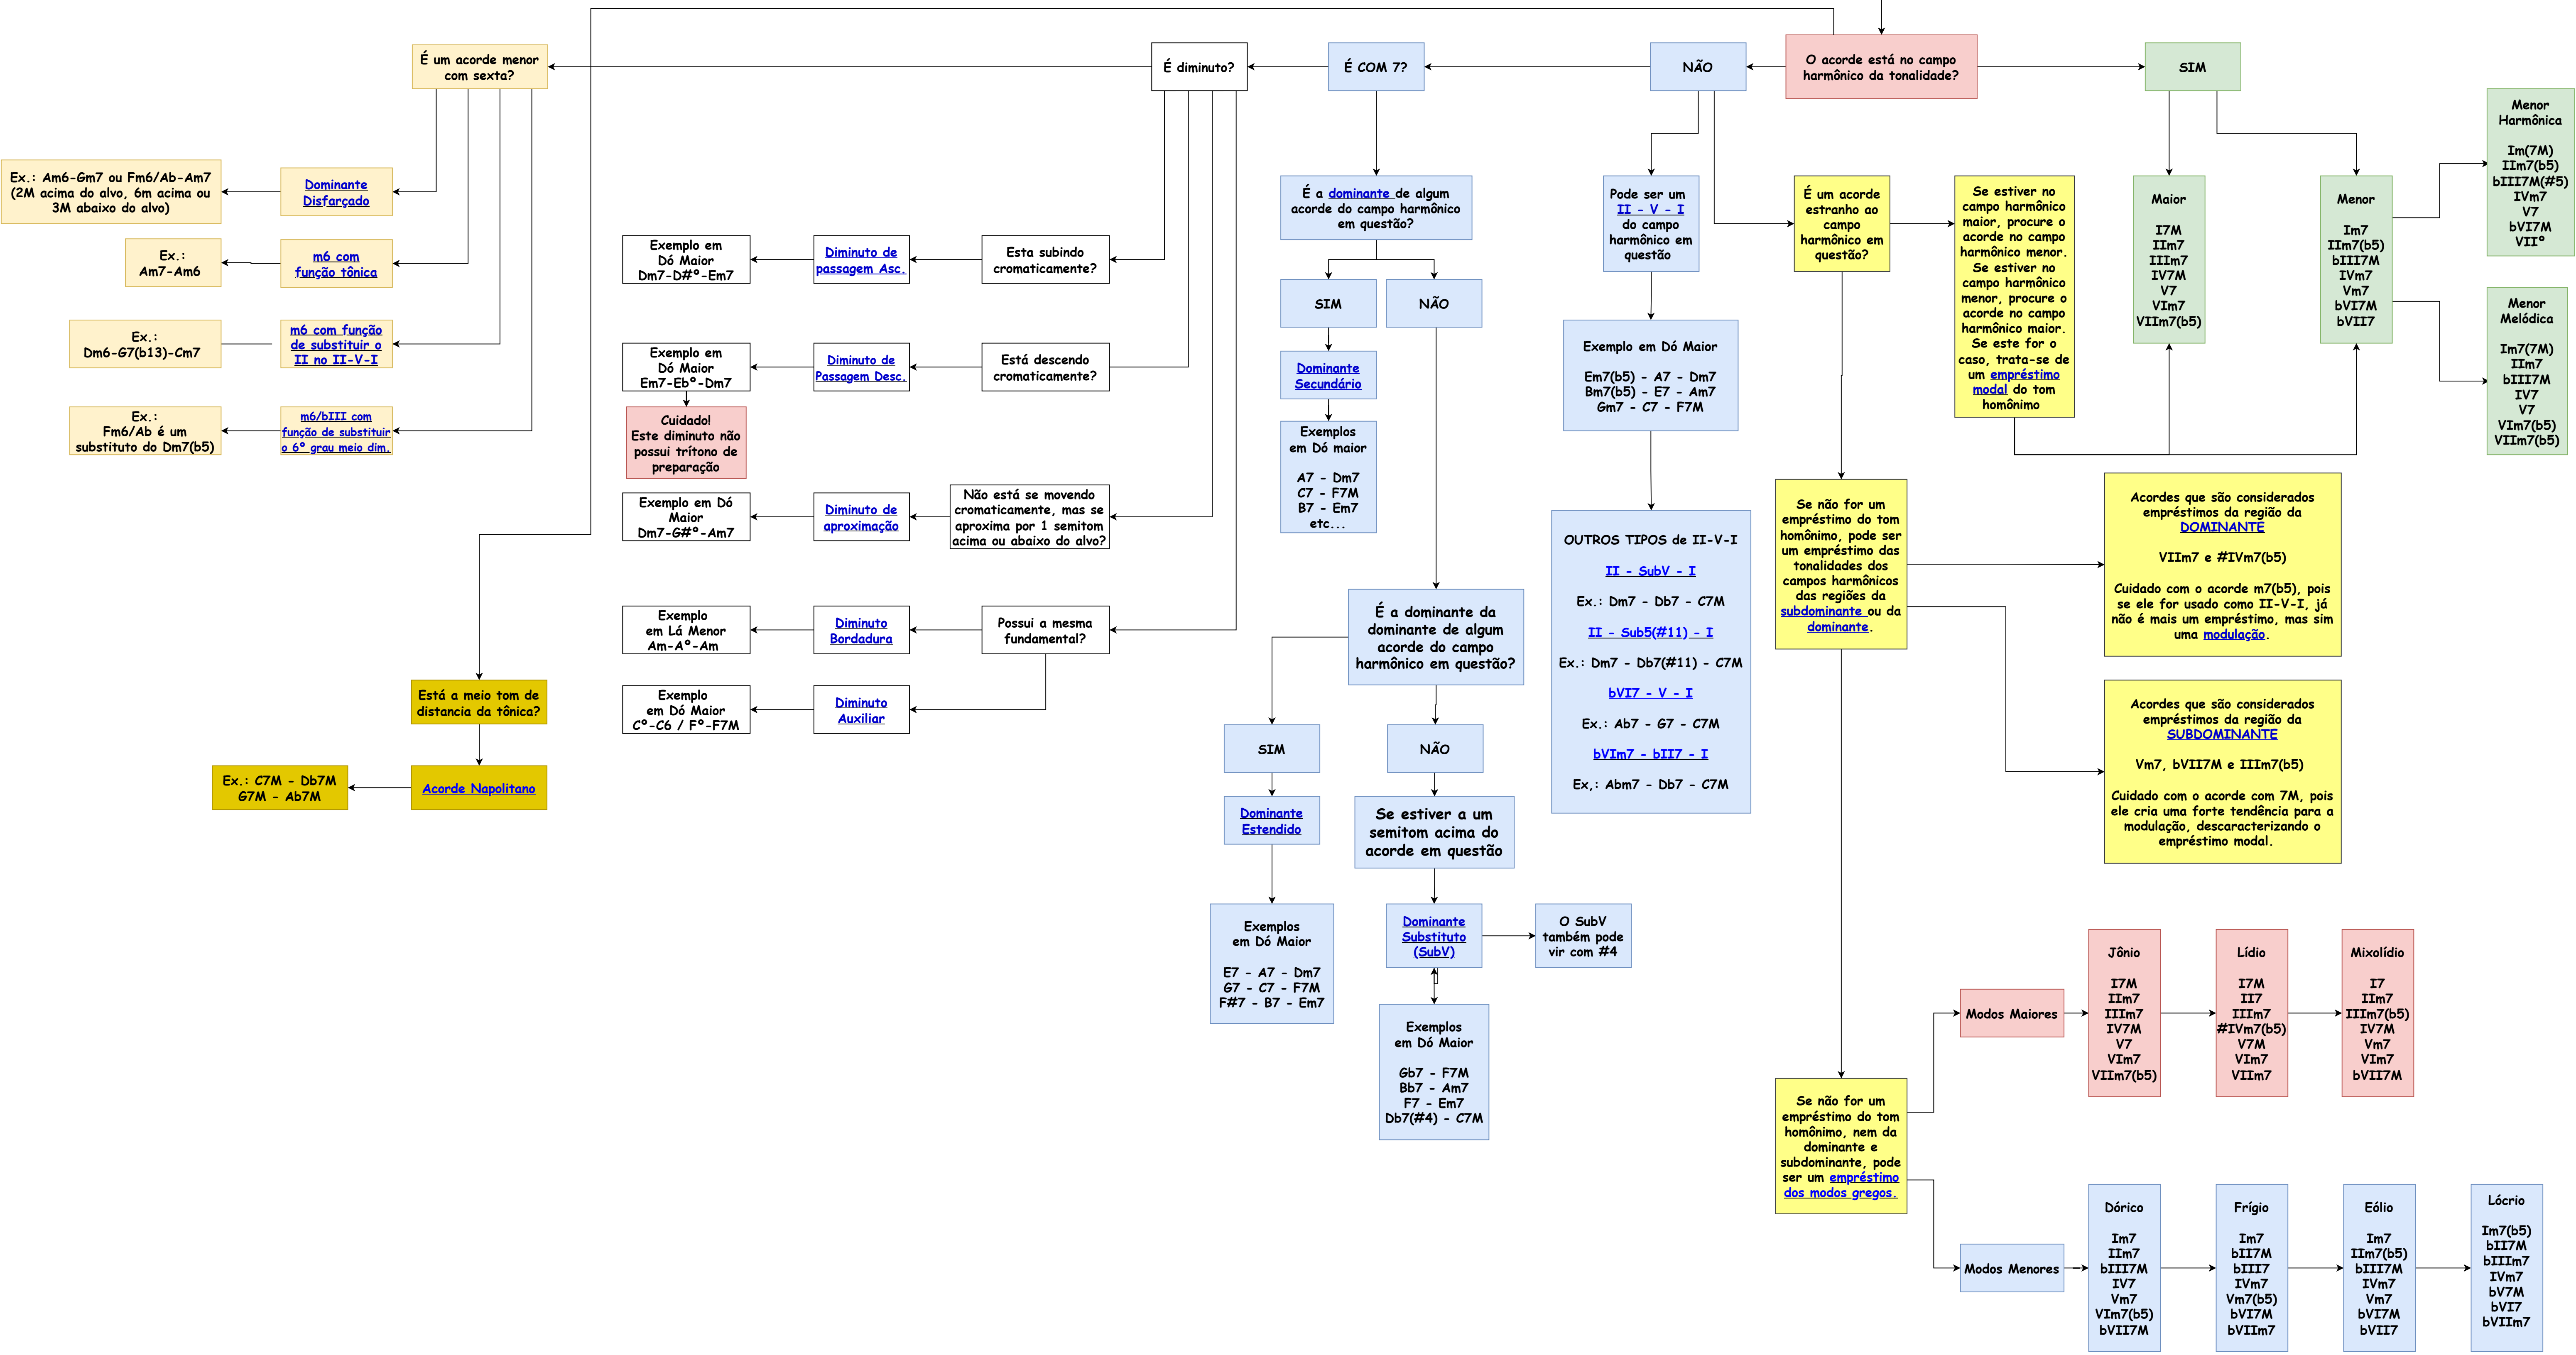 O acorde está no campo
harmônico da tonalidade?
SIM
Maior
I7M
IIm7
IIIm7
IV7M
V7
VIm7
VIIm7(b5)
Menor
Im7
IIm7(b5)
bIII7M
IVm7
Vm7
bVI7M
bVII7
Menor
Harmônica
Im(7M)
IIm7(b5)
bIII7M(#5)
IVm7
V7
bVI7M
VIIº
Menor
Melódica
Im7(7M)
IIm7
bIII7M
IV7
V7
VIm7(b5)
VIIm7(b5)
NÃO
Pode ser um
II - V - I
do campo
harmônico em
questão
Exemplo em Dó Maior
Em7(b5) - A7 - Dm7
Bm7(b5) - E7 - Am7
Gm7 - C7 - F7M
OUTROS TIPOS de II-V-I
II - SubV - I
Ex.: Dm7 - Db7 - C7M
II - Sub5(#11) - I
Ex.: Dm7 - Db7(#11) - C7M
bVI7 - V - I
Ex.: Ab7 - G7 - C7M
bVIm7 - bII7 - I
Ex,: Abm7 - Db7 - C7M
É um acorde
estranho ao
campo
harmônico em
questão?
Se estiver no
campo harmônico
maior, procure o
acorde no campo
harmônico menor.
Se estiver no
campo harmônico
menor, procure o
acorde no campo
harmônico maior.
Se este for o
caso, trata-se de
um empréstimo
modal do tom
homônimo
Se não for um
empréstimo do tom
homônimo, pode ser
um empréstimo das
tonalidades dos
campos harmônicos
das regiões da
subdominante ou da
dominante.
Acordes que são considerados
empréstimos da região da
DOMINANTE
VIIm7 e #IVm7(b5)
Cuidado com o acorde m7(b5), pois
se ele for usado como II-V-I, já
não é mais um empréstimo, mas sim
uma modulação.
Acordes que são considerados
empréstimos da região da
SUBDOMINANTE
Vm7, bVII7M e IIIm7(b5)
Cuidado com o acorde com 7M, pois
ele cria uma forte tendência para a
modulação, descaracterizando o
empréstimo modal.
Se não for um
empréstimo do tom
homônimo, nem da
dominante e
subdominante, pode
ser um empréstimo
dos modos gregos.
Modos Maiores
Jônio
I7M
IIm7
IIIm7
IV7M
V7
VIm7
VIIm7(b5)
Lídio
I7M
II7
IIIm7
#IVm7(b5)
V7M
VIm7
VIIm7
Mixolídio
I7
IIm7
IIIm7(b5)
IV7M
Vm7
VIm7
bVII7M
Modos Menores
Dórico
Im7
IIm7
bIII7M
IV7
Vm7
VIm7(b5)
bVII7M
Frígio
Im7
bII7M
bIII7
IVm7
Vm7(b5)
bVI7M
bVIIm7
Eólio
Im7
IIm7(b5)
bIII7M
IVm7
Vm7
bVI7M
bVII7
Lócrio
Im7(b5)
bII7M
bIIIm7
IVm7
bV7M
bVI7
bVIIm7
É COM 7?
É a dominante de algum
acorde do campo harmônico
em questão?
SIM
Dominante
Secundário
Exemplos
em Dó maior
A7 - Dm7
C7 - F7M
B7 - Em7
etc...
NÃO
É a dominante da
dominante de algum
acorde do campo
harmônico em questão?
SIM
Dominante
Estendido
Exemplos
em Dó Maior
E7 - A7 - Dm7
G7 - C7 - F7M
F#7 - B7 - Em7
NÃO
Se estiver a um
semitom acima do
acorde em questão
Dominante
Substituto
(SubV)
O SubV
também pode
vir com #4
Exemplos
em Dó Maior
Gb7 - F7M
Bb7 - Am7
F7 - Em7
Db7(#4) - C7M
É diminuto?
Esta subindo
cromaticamente?
Diminuto de
passagem Asc.
Exemplo em
Dó Maior
Dm7-D#º-Em7
Está descendo
cromaticamente?
Diminuto de
Passagem Desc.
Exemplo em
Dó Maior
Em7-Ebº-Dm7
Cuidado!
Este diminuto não
possui trítono de
preparação
Não está se movendo
cromaticamente, mas se
aproxima por 1 semitom
acima ou abaixo do alvo?
Diminuto de
aproximação
Exemplo em Dó
Maior
Dm7-G#º-Am7
Possui a mesma
fundamental?
Diminuto
Bordadura
Exemplo
em Lá Menor
Am-Aº-Am
Diminuto
Auxiliar
Exemplo
em Dó Maior
Cº-C6 / Fº-F7M
É um acorde menor
com sexta?
Dominante
Disfarçado
Ex.: Am6-Gm7 ou Fm6/Ab-Am7
(2M acima do alvo, 6m acima ou
3M abaixo do alvo)
m6 com
função tônica
Ex.:
Am7-Am6
m6 com função
de substituir o
II no II-V-I
Ex.:
Dm6-G7(b13)-Cm7
m6/bIII com
função de substituir
o 6º grau meio dim.
Ex.:
Fm6/Ab é um
substituto do Dm7(b5)
Está a meio tom de
distancia da tônica?
Acorde Napolitano
Ex.: C7M - Db7M
G7M - Ab7M